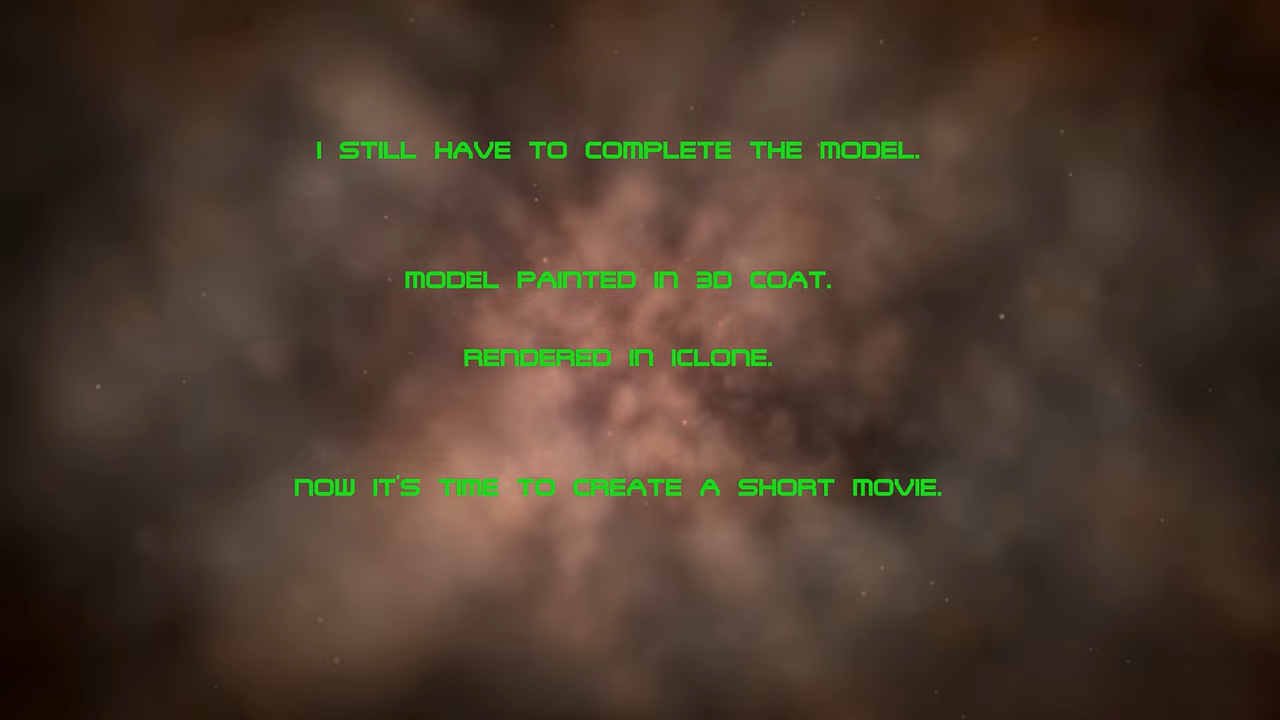 I STILL HAVE TO COMPLETE THE MODEL.
MODEL PAINTED IN 3D COAT.
RENDERED IN ICLONE.
NOW IT'S TIME TO CREATE A SHORT MOVIE.